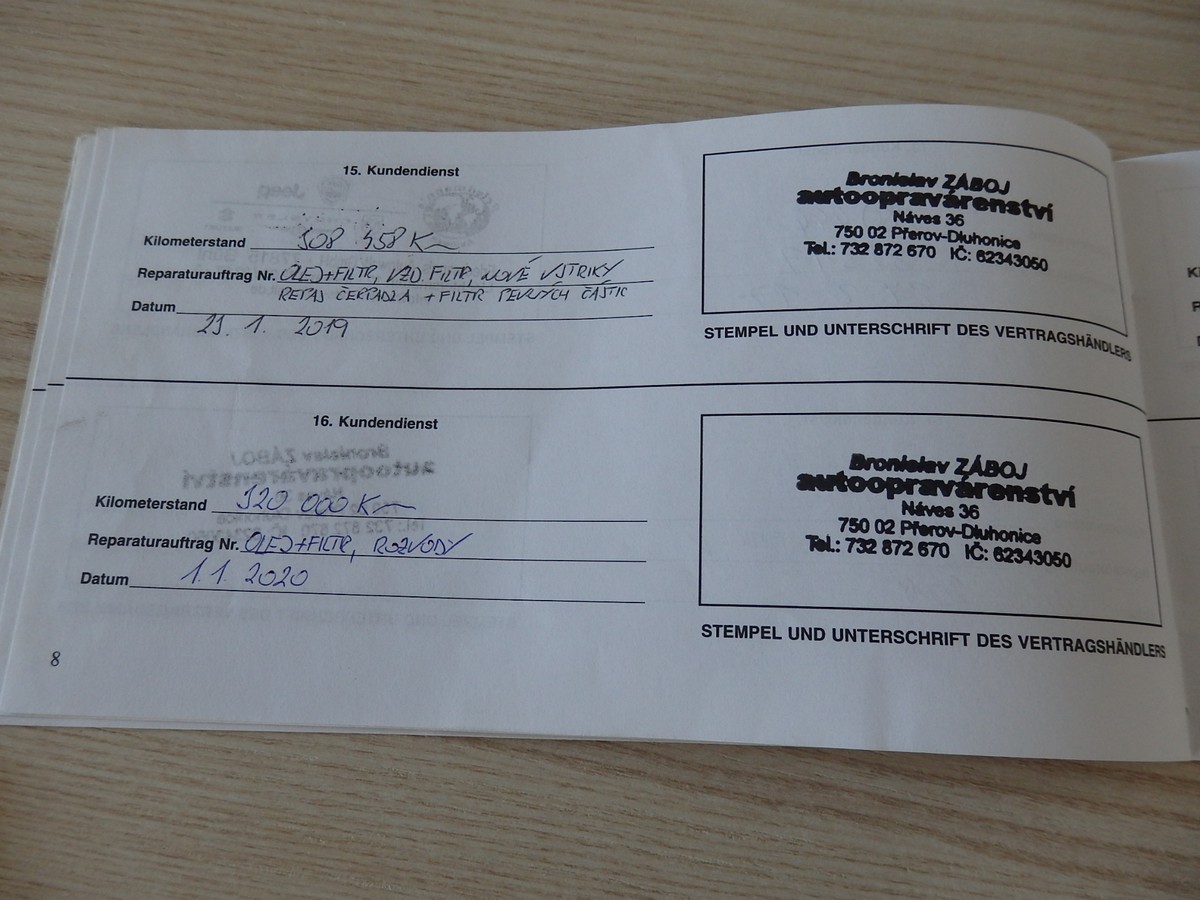 15. Kundendienst
Kilometerstand 308 458 Km
Reparaturauftrag Nr. OLEJ+FILTR, VZD. FILTR, NOVÉ VSTRIKY
REPAS ČERPADLA + FILTR PEVNÝCH ČÁSTIC
Datum
29. 1. 2019
Bronislav ZÁBOJ
autoopravárenství
Náves 36
750 02 Přerov-Dluhonice
Tel.: 732 872 670 IČ: 62343050
STEMPEL UND UNTERSCHRIFT DES VERTRAGSHÄNDLERS
16. Kundendienst
Kilometerstand 320 000 Km
Reparaturauftrag Nr. OLEJ+FILTR, ROZVODY
Datum 1. 1. 2020
Bronislav ZÁBOJ
autoopravárenství
Náves 36
750 02 Přerov-Dluhonice
Tel.: 732 872 670 IČ: 62343050
STEMPEL UND UNTERSCHRIFT DES VERTRAGSHÄNDLERS
8